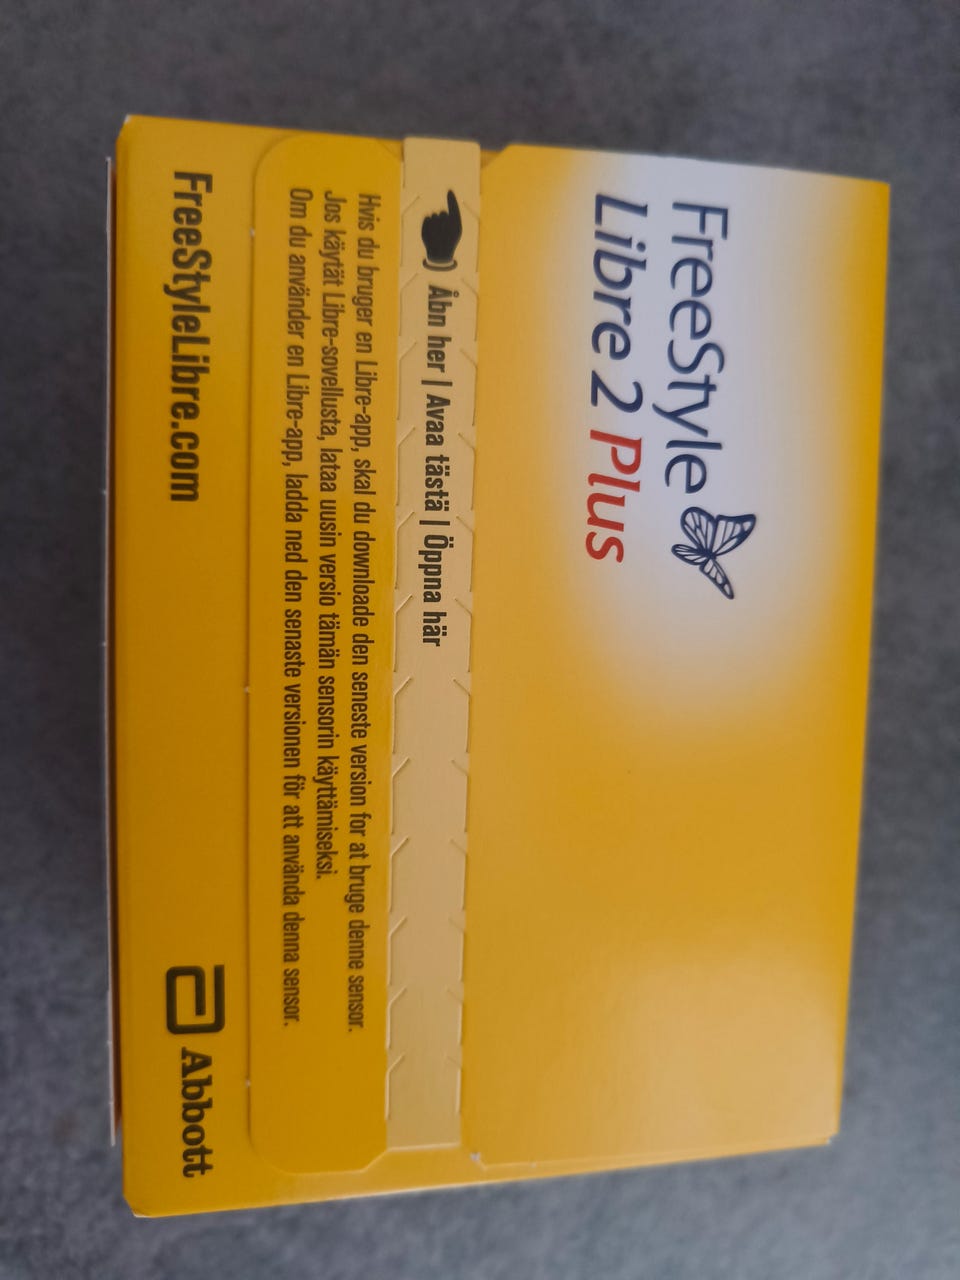 FreeStyle
Libre 2 Plus
Åbn her | Avaa tästä | Öppna här
Hvis du bruger en Libre-app, skal du downloade den seneste version for at bruge denne sensor.
Jos käytät Libre-sovellusta, lataa uusin versio tämän sensorin käyttämiseksi.
Om du använder en Libre-app, ladda ned den senaste versionen för att använda denna sensor.
FreeStyleLibre.com
Abbott